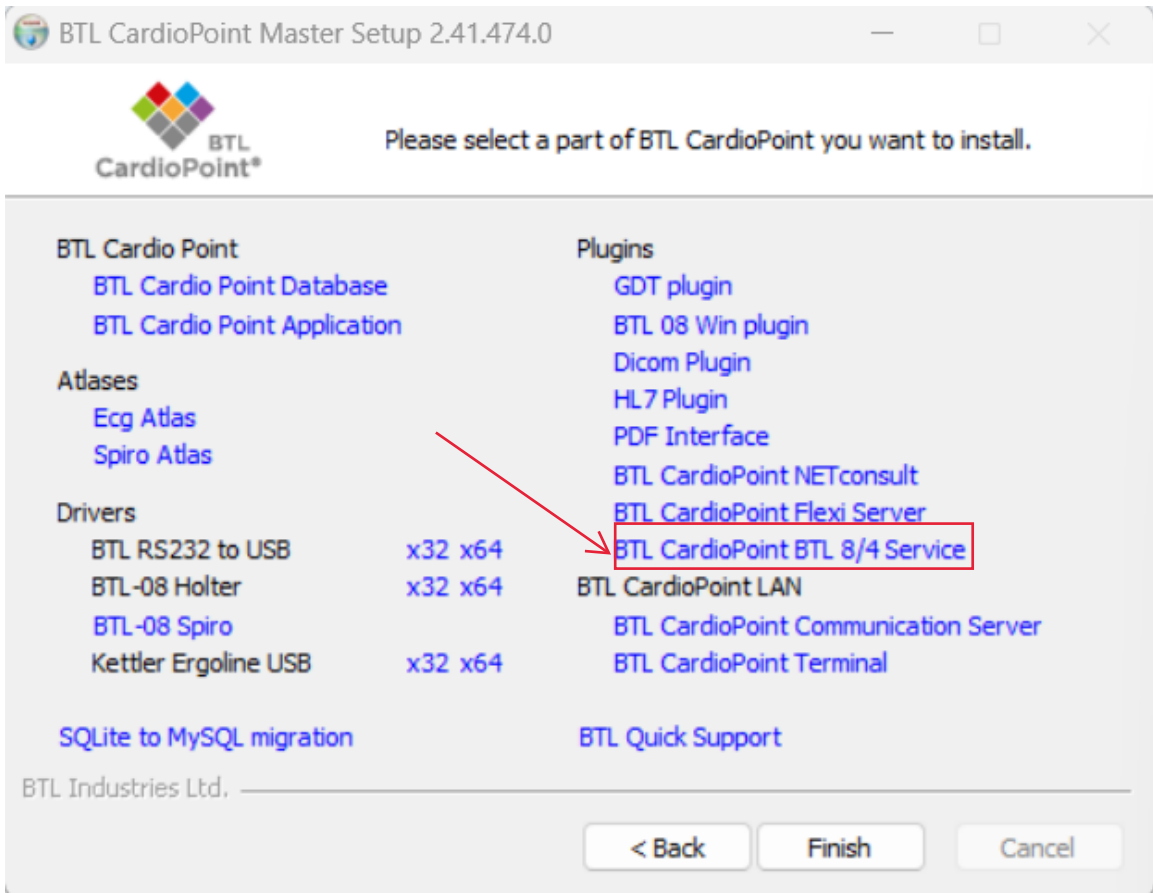 BTL CardioPoint Master Setup 2.41.474.0
BTL
CardioPoint®
Please select a part of BTL CardioPoint you want to install.
BTL Cardio Point
BTL Cardio Point Database
BTL Cardio Point Application
Atlases
Ecg Atlas
Spiro Atlas
Drivers
BTL RS232 to USB x32 x64
BTL-08 Holter x32 x64
BTL-08 Spiro
Kettler Ergoline USB x32 x64
SQLite to MySQL migration
Plugins
GDT plugin
BTL 08 Win plugin
Dicom Plugin
HL7 Plugin
PDF Interface
BTL CardioPoint NETconsult
BTL CardioPoint Flexi Server
BTL CardioPoint BTL 8/4 Service
BTL CardioPoint LAN
BTL CardioPoint Communication Server
BTL CardioPoint Terminal
BTL Quick Support
BTL Industries Ltd.
< Back Finish Cancel